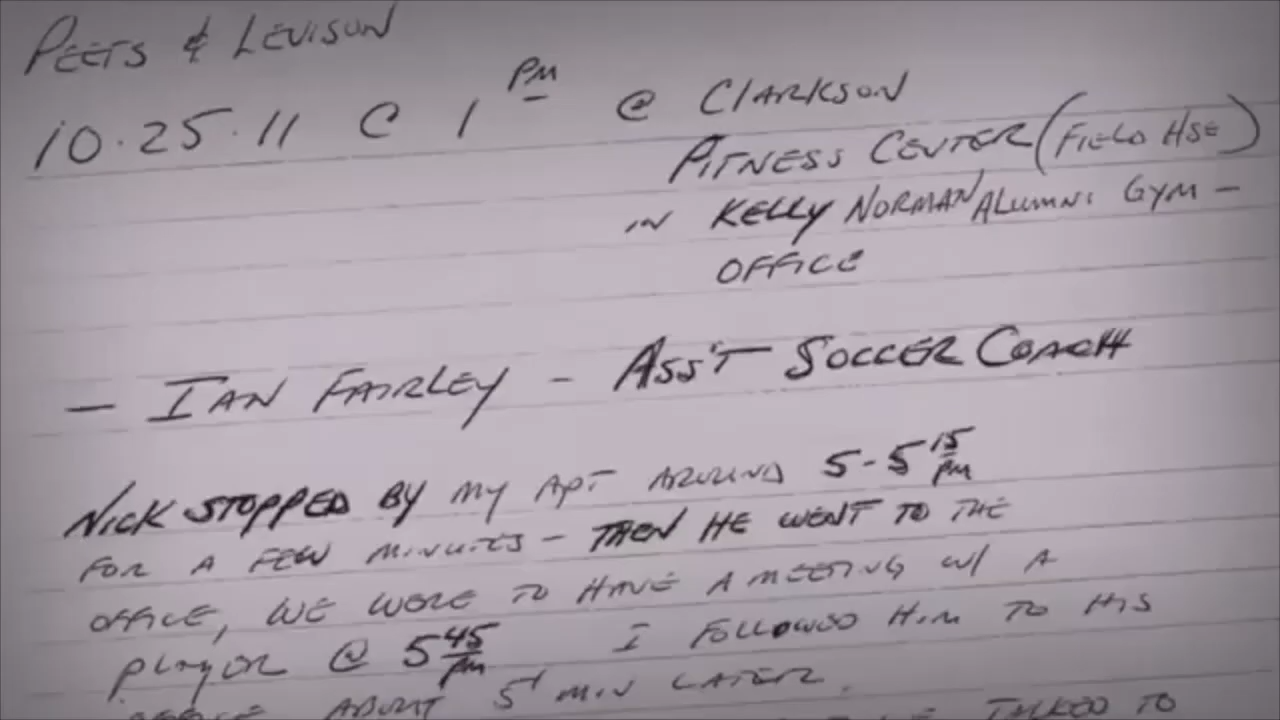 PEETS & LEVISON
10.25.11 @ 1 PM @ CLARKSON
FITNESS CENTER (FIELD HSE)
IN KELLY NORMAN ALUMNI GYM –
OFFICE
– IAN FAIRLEY – ASS'T SOCCER COACH
NICK STOPPED BY MY APT AROUND 5-5 15 PM
FOR A FEW MINUTES – THEN HE WENT TO THE
OFFICE, WE WERE TO HAVE A MEETING W/ A
PLAYER @ 5 45 PM I FOLLOWED HIM TO HIS
OFFICE ABOUT 5 MIN LATER.
TALKED TO